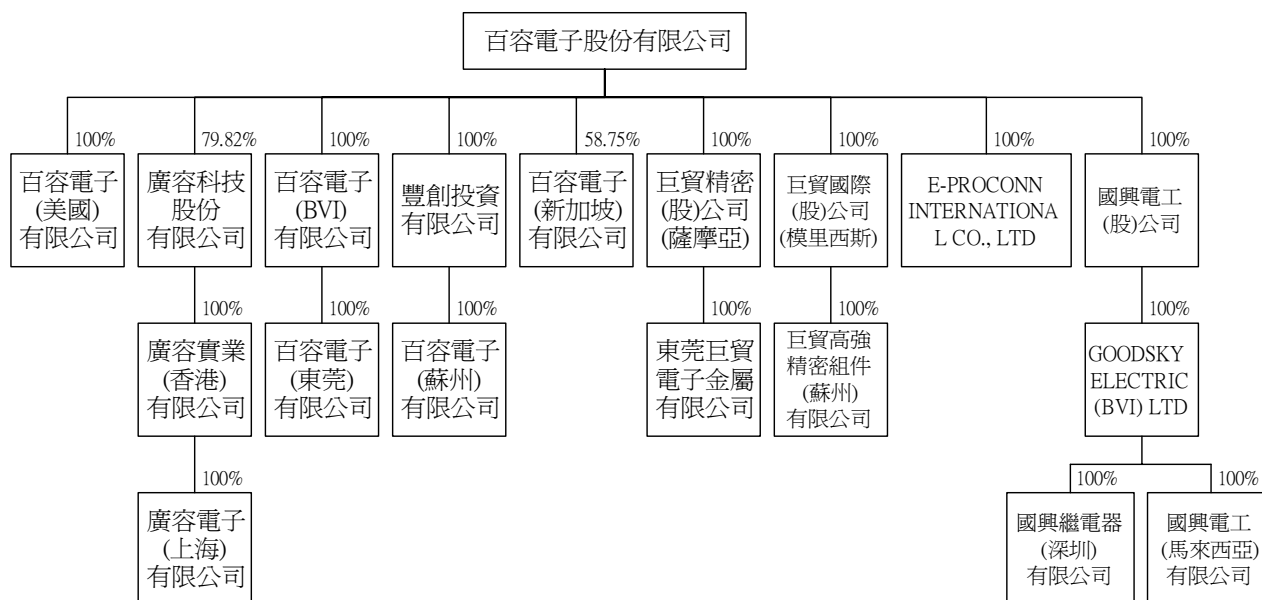 百容電子股份有限公司
100%
79.82%
100%
100%
58.75%
100%
100%
100%
100%
百容電子
(美國)
有限公司
廣容科技
股份
有限公司
百容電子
(BVI)
有限公司
豐創投資
有限公司
百容電子
(新加坡)
有限公司
巨貿精密
(股)公司
(薩摩亞)
巨貿國際
(股)公司
(模里西斯)
E-PROCONN
INTERNATIONA
L CO., LTD
國興電工
(股)公司
100%
100%
100%
100%
100%
100%
廣容實業
(香港)
有限公司
百容電子
(東莞)
有限公司
百容電子
(蘇州)
有限公司
東莞巨貿
電子金屬
有限公司
巨貿高強
精密組件
(蘇州)
有限公司
GOODSKY
ELECTRIC
(BVI) LTD
100%
100%
100%
廣容電子
(上海)
有限公司
國興繼電器
(深圳)
有限公司
國興電工
(馬來西亞)
有限公司